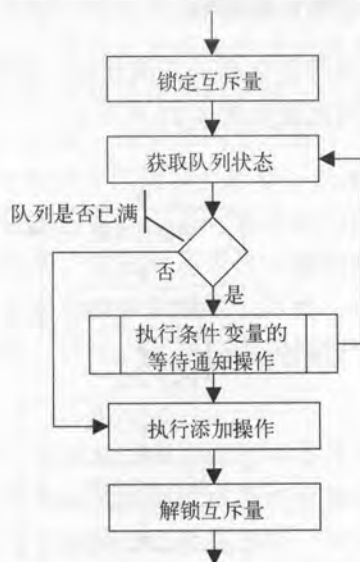 锁定互斥量
获取队列状态
队列是否已满
否
是
执行条件变量的
等待通知操作
执行添加操作
解锁互斥量